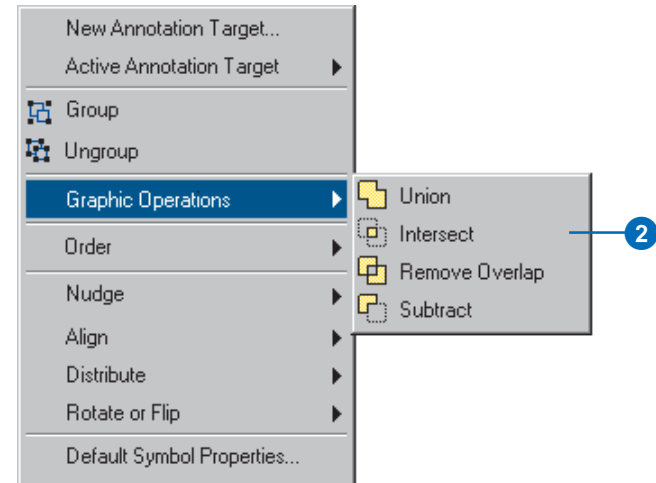 New Annotation Target...
Active Annotation Target
Group
Ungroup
Graphic Operations
Order
Nudge
Align
Distribute
Rotate or Flip
Default Symbol Properties...
Union
Intersect
Remove Overlap
Subtract
2